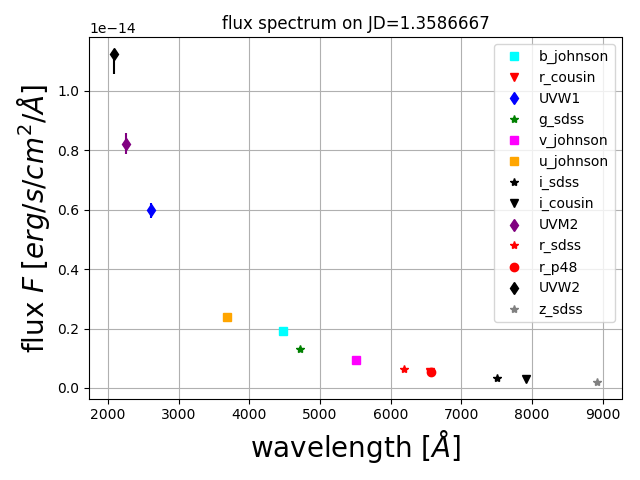 flux spectrum on JD=1.3586667
1e−14
flux F [erg/s/cm²/Å]
1.0
0.8
0.6
0.4
0.2
0.0
2000 3000 4000 5000 6000 7000 8000 9000
wavelength [Å]
b_johnson
r_cousin
UVW1
g_sdss
v_johnson
u_johnson
i_sdss
i_cousin
UVM2
r_sdss
r_p48
UVW2
z_sdss